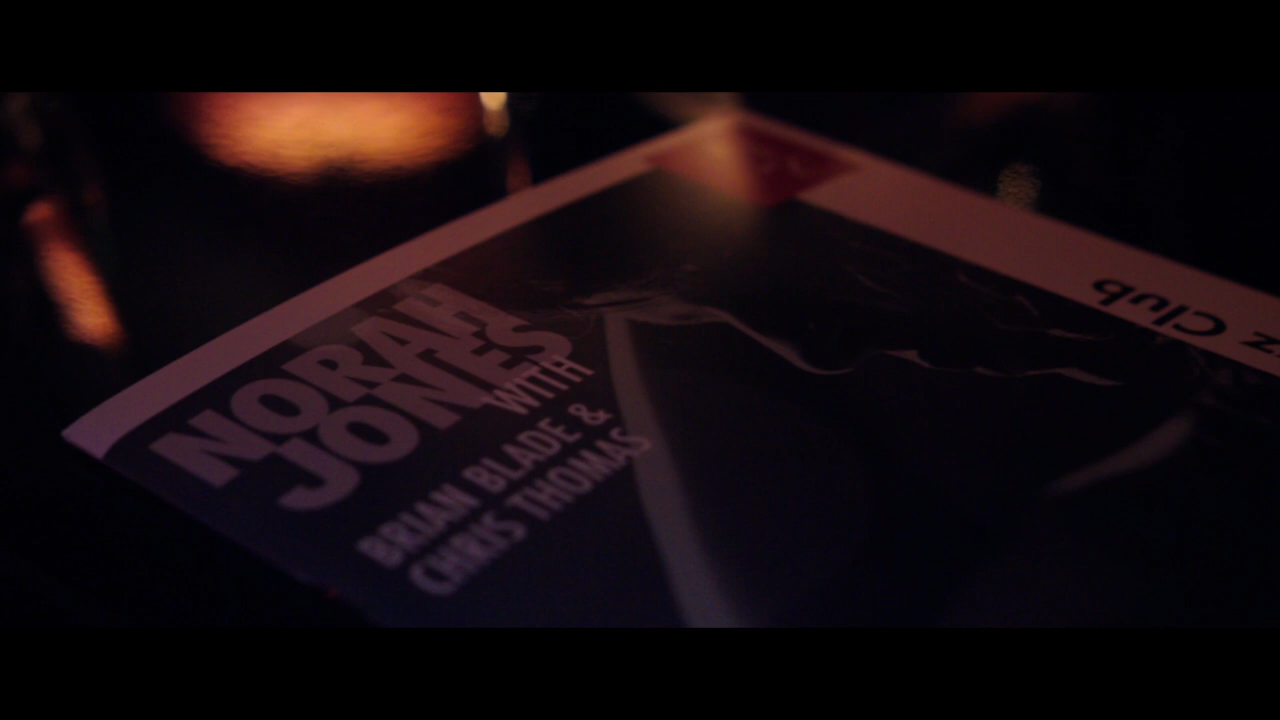 NORAH
JONES
WITH
BRIAN BLADE &
CHRIS THOMAS
z Club